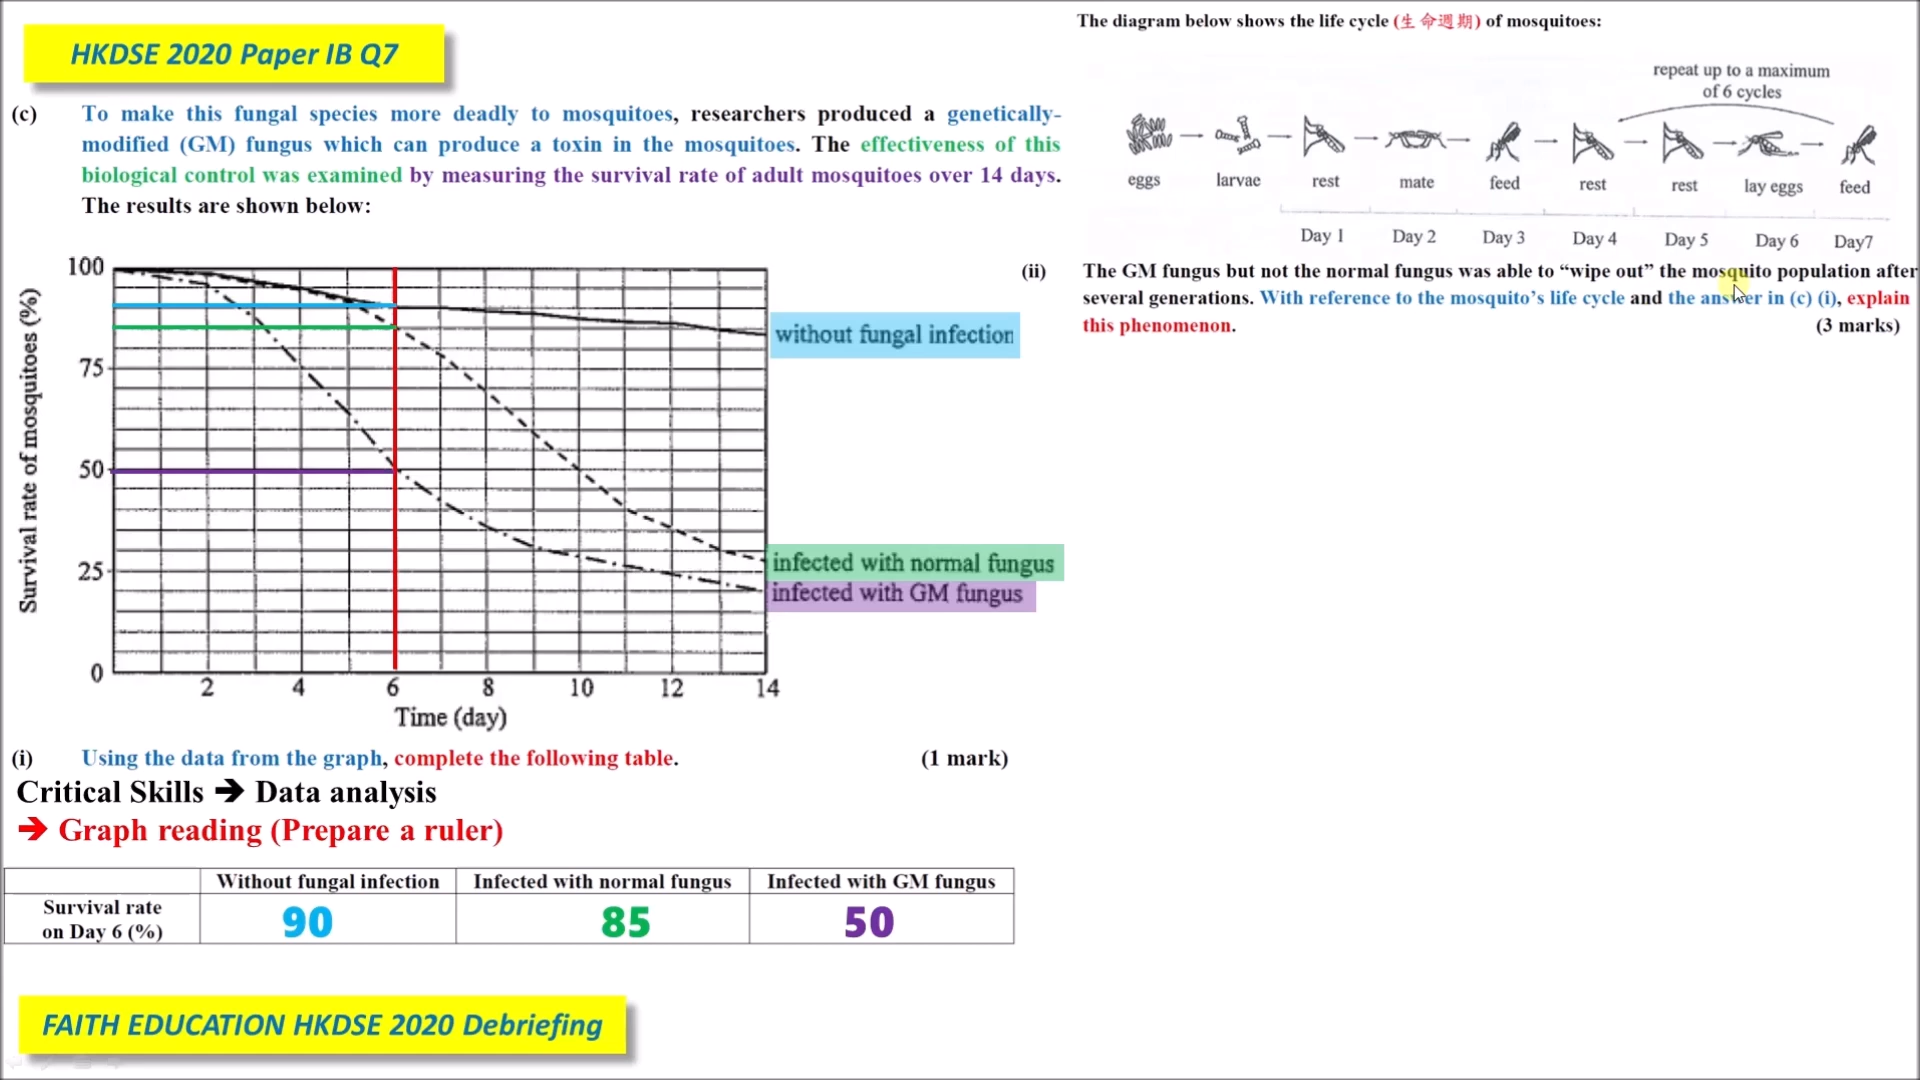 HKDSE 2020 Paper IB Q7
(c) To make this fungal species more deadly to mosquitoes, researchers produced a genetically-
modified (GM) fungus which can produce a toxin in the mosquitoes. The effectiveness of this
biological control was examined by measuring the survival rate of adult mosquitoes over 14 days.
The results are shown below:
Survival rate of mosquitoes (%)
100
75
50
25
0
2 4 6 8 10 12 14
Time (day)
without fungal infection
infected with normal fungus
infected with GM fungus
(i) Using the data from the graph, complete the following table. (1 mark)
Critical Skills ➔ Data analysis
➔ Graph reading (Prepare a ruler)
Without fungal infection Infected with normal fungus Infected with GM fungus
Survival rate
on Day 6 (%)
90 85 50
FAITH EDUCATION HKDSE 2020 Debriefing
The diagram below shows the life cycle (生命週期) of mosquitoes:
repeat up to a maximum
of 6 cycles
eggs larvae rest mate feed rest rest lay eggs feed
Day 1 Day 2 Day 3 Day 4 Day 5 Day 6 Day7
(ii) The GM fungus but not the normal fungus was able to “wipe out” the mosquito population after
several generations. With reference to the mosquito’s life cycle and the answer in (c) (i), explain
this phenomenon. (3 marks)